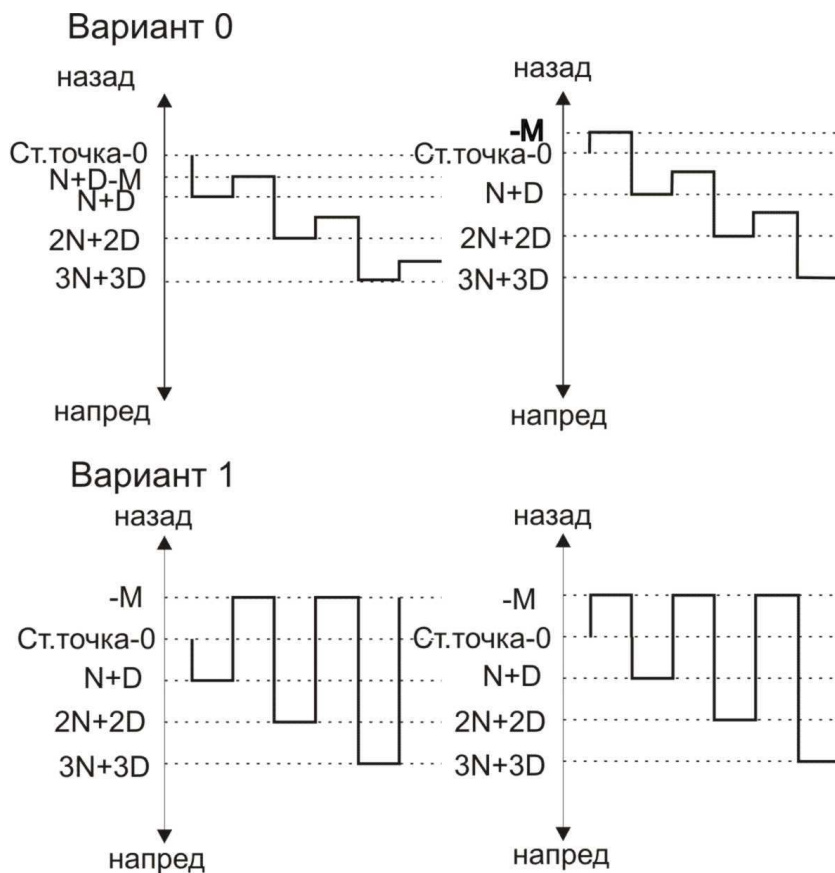 Вариант 0
назад
Ст.точка-0
N+D-M
N+D
2N+2D
3N+3D
напред
назад
-M
Ст.точка-0
N+D
2N+2D
3N+3D
напред
Вариант 1
назад
-M
Ст.точка-0
N+D
2N+2D
3N+3D
напред
назад
-M
Ст.точка-0
N+D
2N+2D
3N+3D
напред